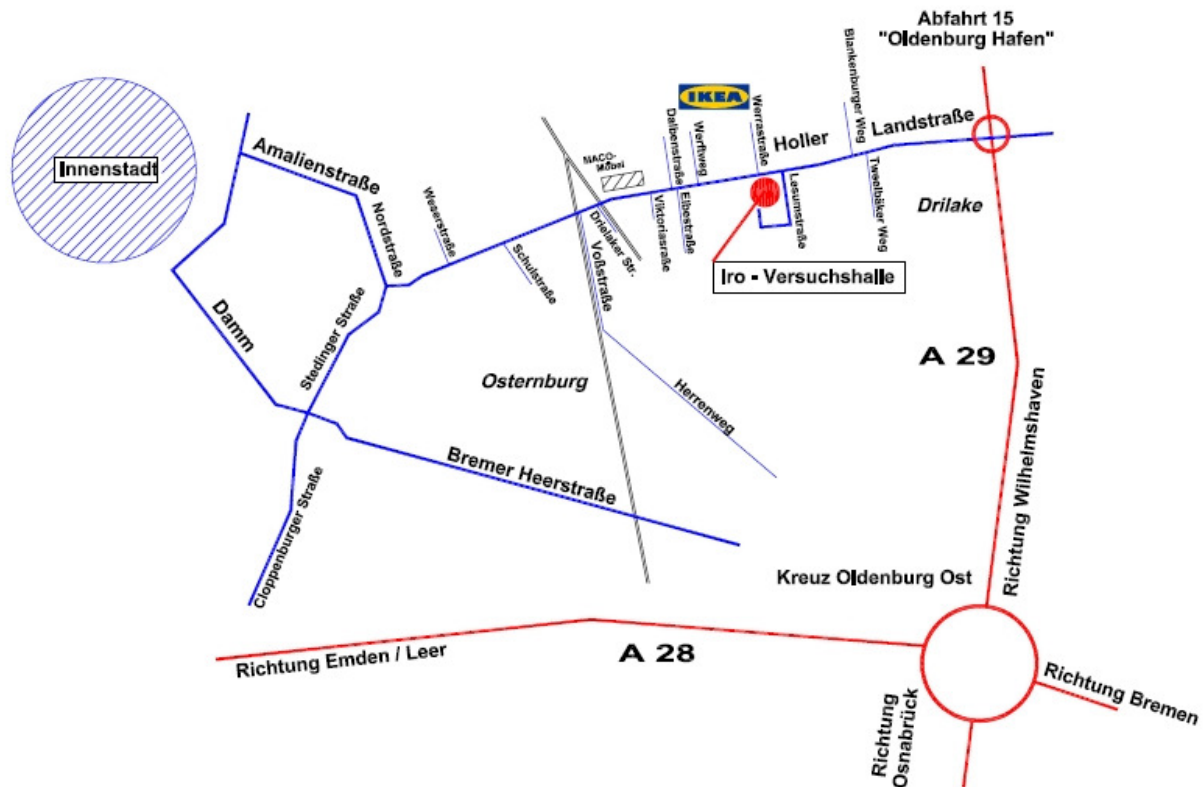 Abfahrt 15
"Oldenburg Hafen"
IKEA
Blankenburger Weg
Innenstadt
Amalienstraße
Nordstraße
Weserstraße
NACO-
Möbel
Dalbenstraße
Werftweg
Werrastraße
Holler
Landstraße
Schulstraße
Drielaker Str.
Voßstraße
Viktoriasraße
Elbestraße
Lesumstraße
Tweelbäker Weg
Drilake
Iro - Versuchshalle
Damm
Stedinger Straße
Osternburg
Herrenweg
A 29
Bremer Heerstraße
Cloppenburger Straße
Richtung Wilhelmshaven
Kreuz Oldenburg Ost
Richtung Emden / Leer
A 28
Richtung Bremen
Richtung
Osnabrück